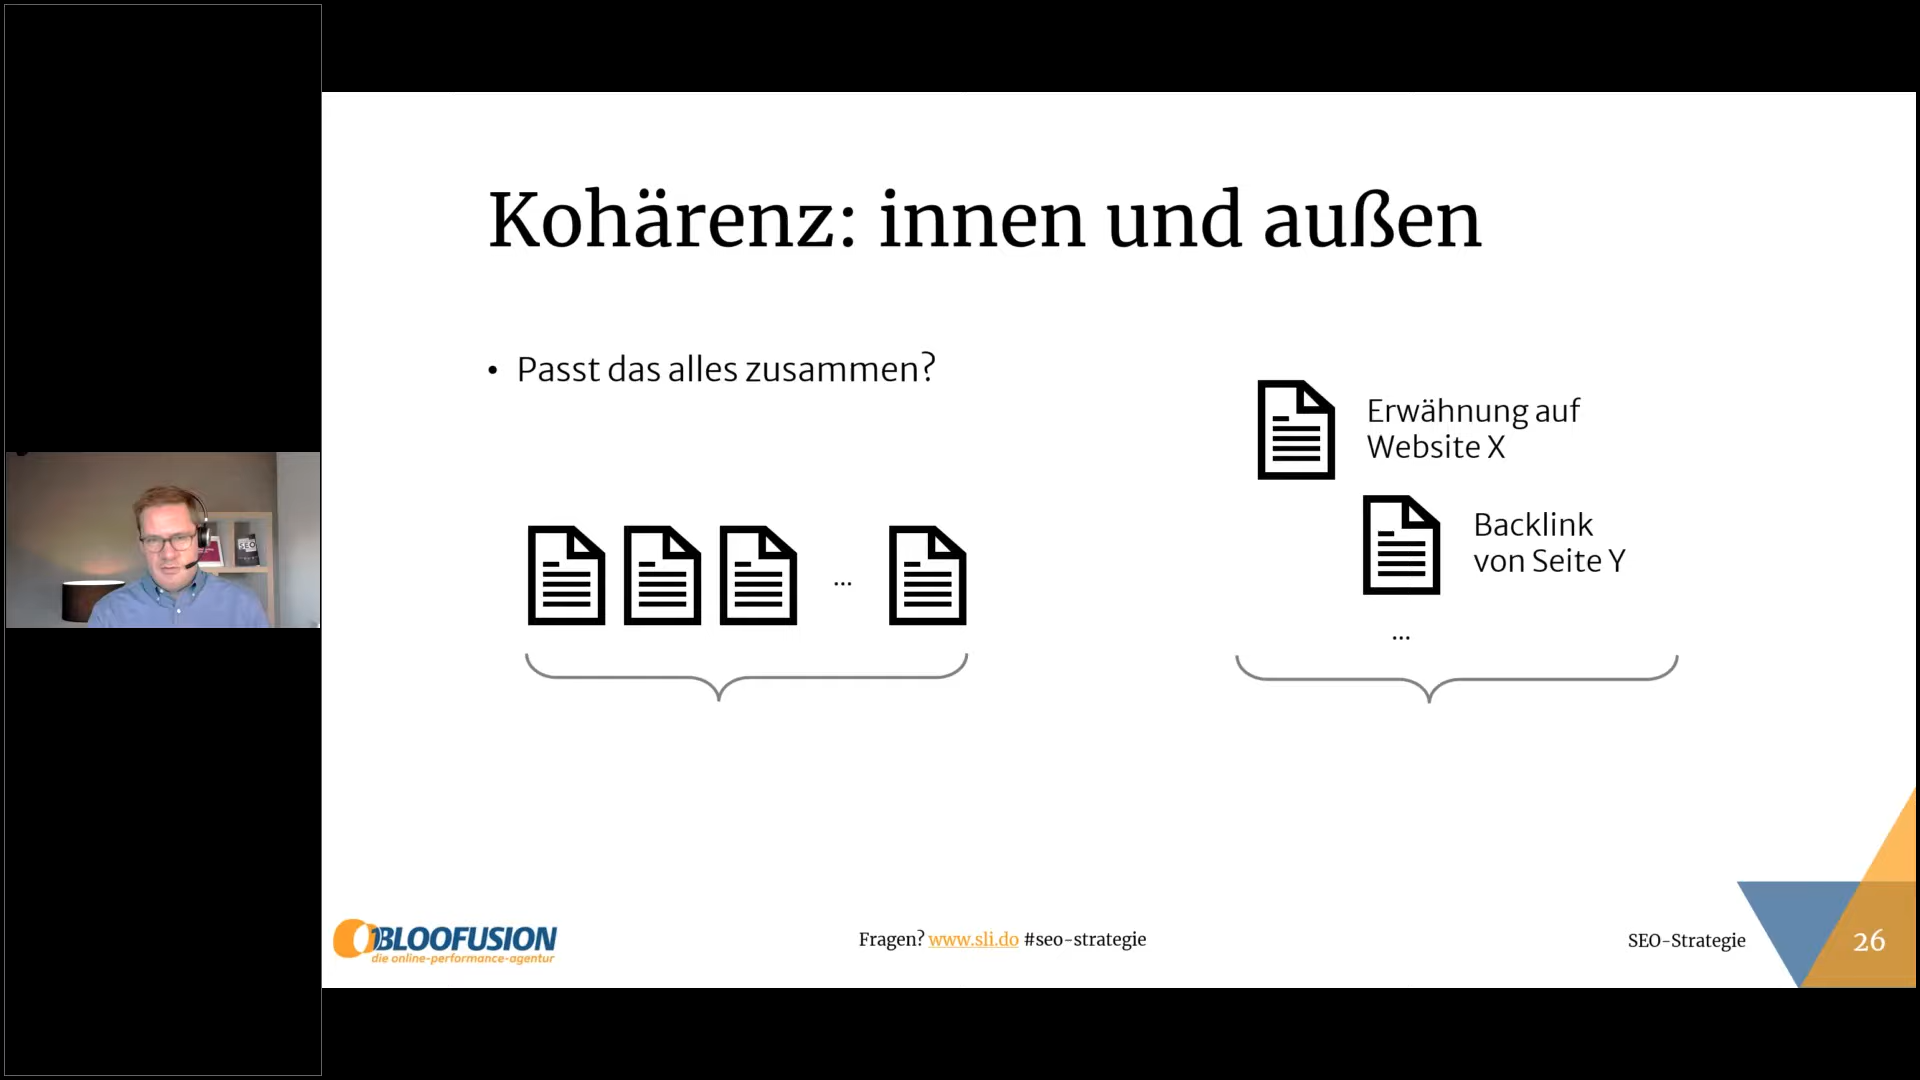 Kohärenz: innen und außen
• Passt das alles zusammen?
Erwähnung auf
Website X
Backlink
von Seite Y
...
...
SEO
BLOOFUSION
die online-performance-agentur
Fragen? www.sli.do #seo-strategie
SEO-Strategie
26